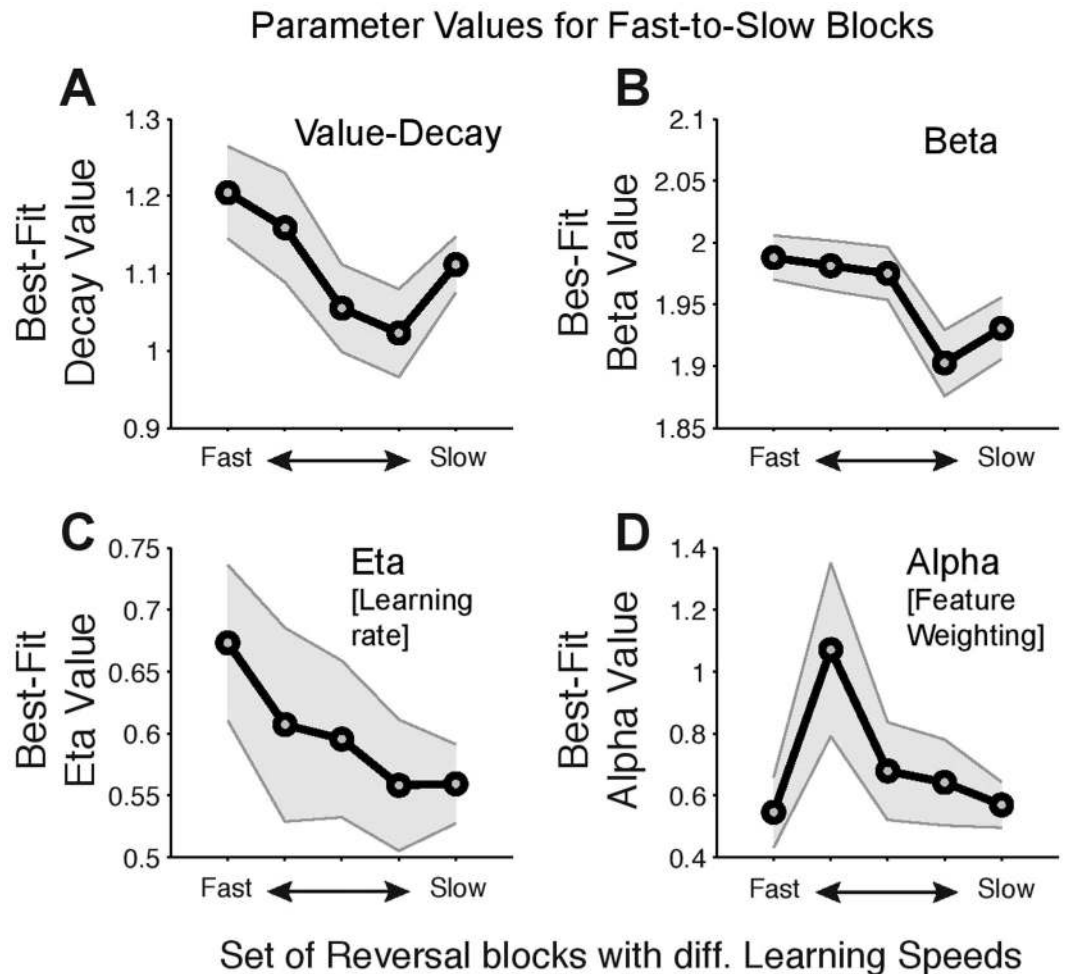 Parameter Values for Fast-to-Slow Blocks
A
Value-Decay
Best-Fit
Decay Value
1.3
1.2
1.1
1
0.9
Fast
Slow
B
Beta
Bes-Fit
Beta Value
2.1
2.05
2
1.95
1.9
1.85
Fast
Slow
C
Eta
[Learning
rate]
Best-Fit
Eta Value
0.75
0.7
0.65
0.6
0.55
0.5
Fast
Slow
D
Alpha
[Feature
Weighting]
Best-Fit
Alpha Value
1.4
1.2
1
0.8
0.6
0.4
Fast
Slow
Set of Reversal blocks with diff. Learning Speeds